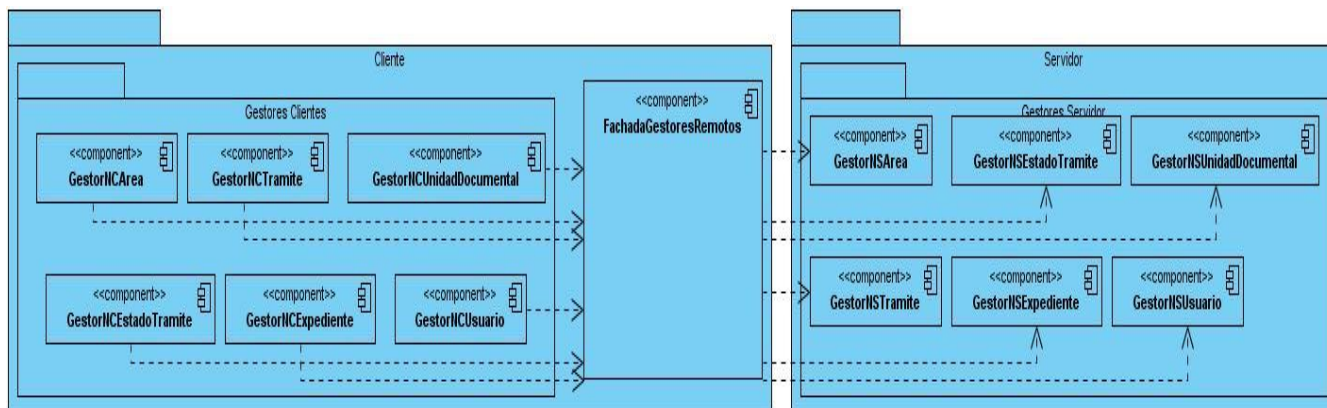 Cliente
Gestores Clientes
<<component>>
GestorNCArea
<<component>>
GestorNCTramite
<<component>>
GestorNCUnidadDocumental
<<component>>
GestorNCEstadoTramite
<<component>>
GestorNCExpediente
<<component>>
GestorNCUsuario
<<component>>
FachadaGestoresRemotos
Servidor
Gestores Servidor
<<component>>
GestorNSArea
<<component>>
GestorNSEstadoTramite
<<component>>
GestorNSUnidadDocumental
<<component>>
GestorNSTramite
<<component>>
GestorNSExpediente
<<component>>
GestorNSUsuario